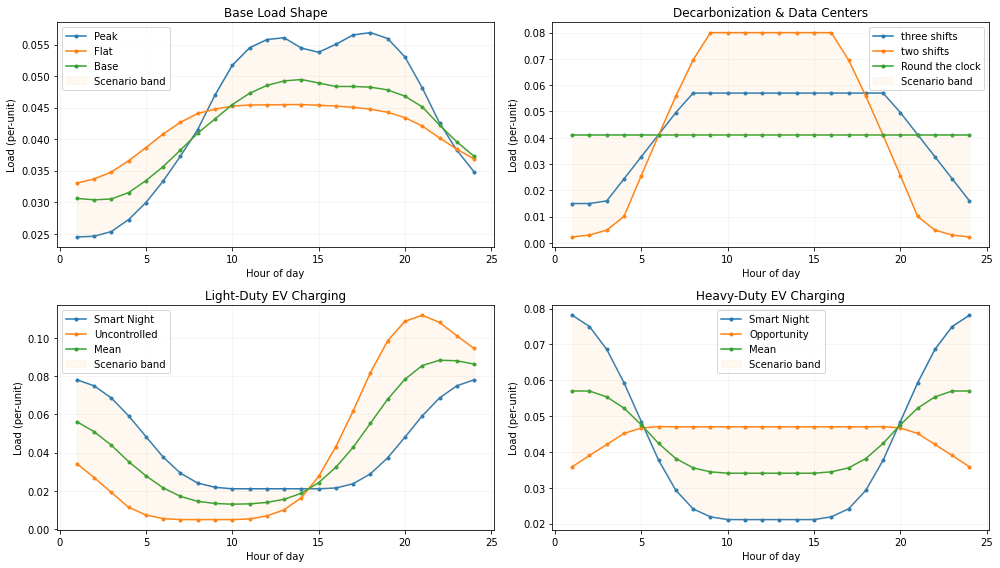 Base Load Shape
Peak
Flat
Base
Scenario band
Load (per-unit)
0.055
0.050
0.045
0.040
0.035
0.030
0.025
0 5 10 15 20 25
Hour of day
Decarbonization & Data Centers
three shifts
two shifts
Round the clock
Scenario band
Load (per-unit)
0.08
0.07
0.06
0.05
0.04
0.03
0.02
0.01
0.00
0 5 10 15 20 25
Hour of day
Light-Duty EV Charging
Smart Night
Uncontrolled
Mean
Scenario band
Load (per-unit)
0.10
0.08
0.06
0.04
0.02
0.00
0 5 10 15 20 25
Hour of day
Heavy-Duty EV Charging
Smart Night
Opportunity
Mean
Scenario band
Load (per-unit)
0.08
0.07
0.06
0.05
0.04
0.03
0.02
0 5 10 15 20 25
Hour of day